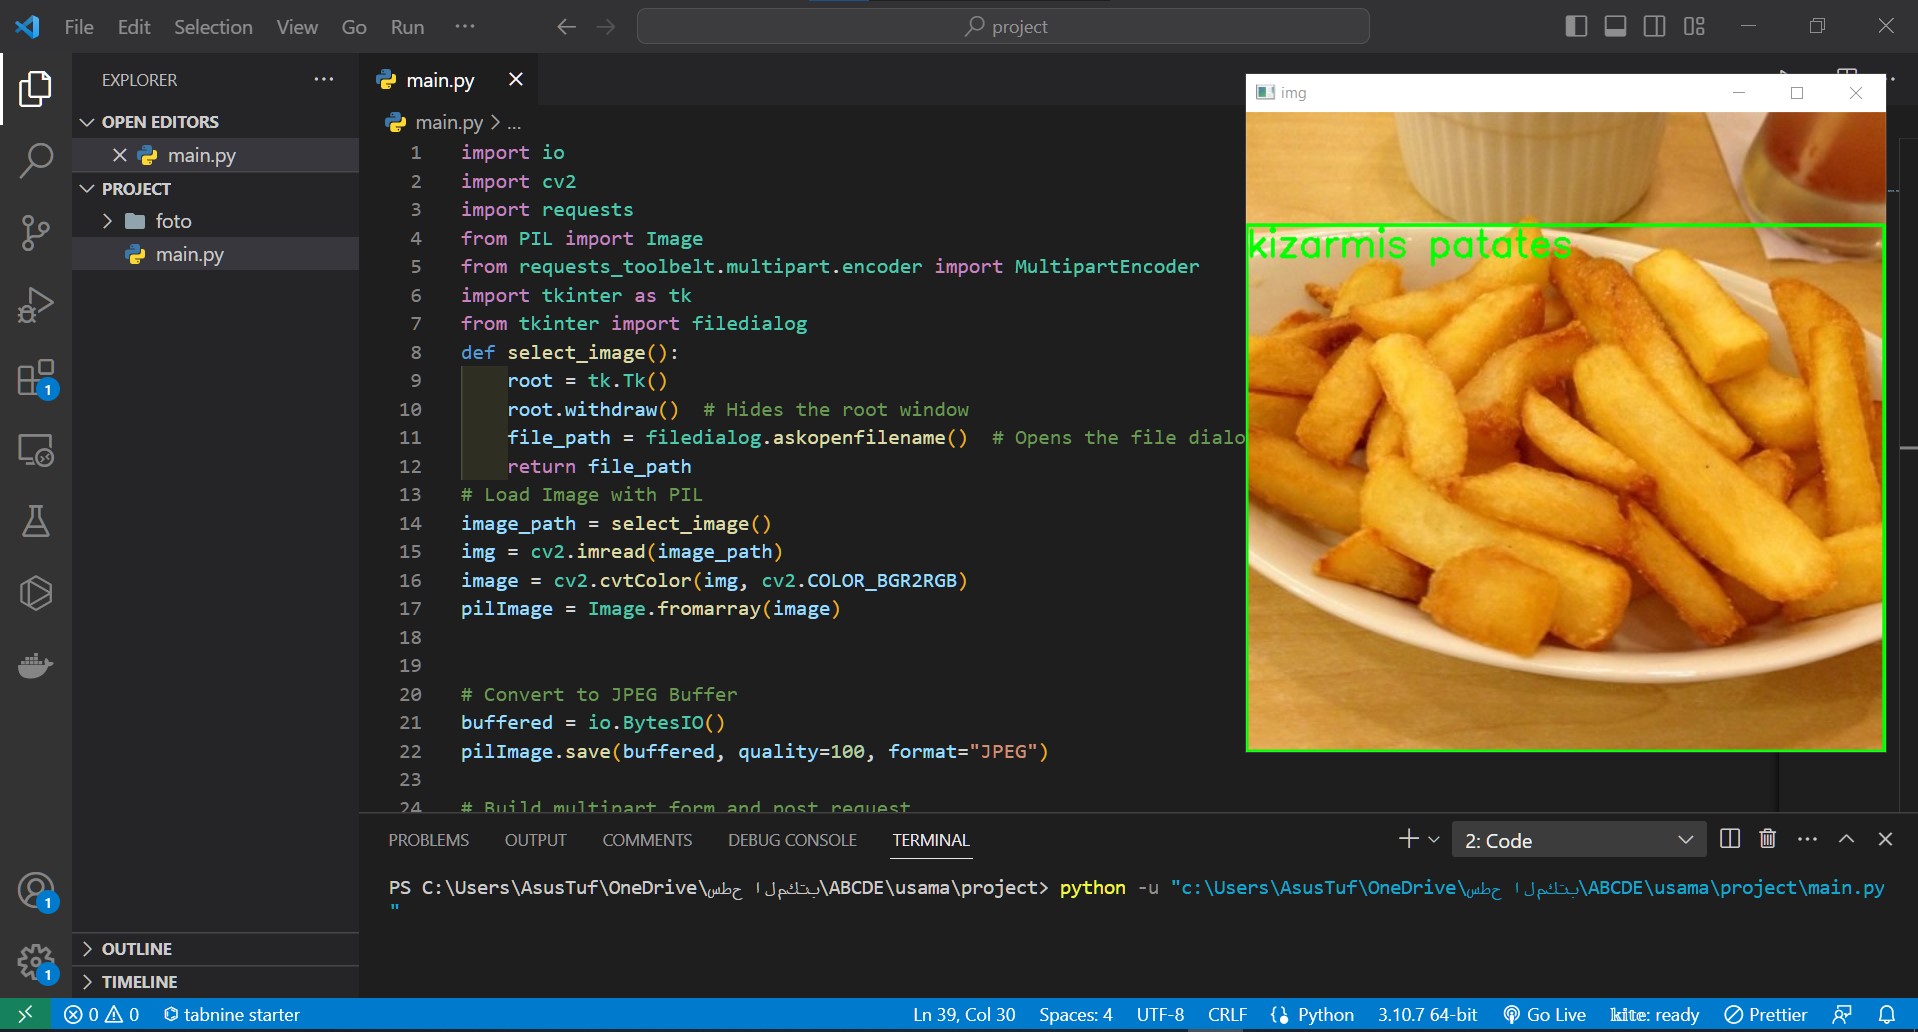 File Edit Selection View Go Run ...
project
EXPLORER ...
OPEN EDITORS
main.py
PROJECT
foto
main.py
main.py
main.py > ...
1 import io
2 import cv2
3 import requests
4 from PIL import Image
5 from requests_toolbelt.multipart.encoder import MultipartEncoder
6 import tkinter as tk
7 from tkinter import filedialog
8 def select_image():
9 root = tk.Tk()
10 root.withdraw()  # Hides the root window
11 file_path = filedialog.askopenfilename()  # Opens the file dialo
12 return file_path
13 # Load Image with PIL
14 image_path = select_image()
15 img = cv2.imread(image_path)
16 image = cv2.cvtColor(img, cv2.COLOR_BGR2RGB)
17 pilImage = Image.fromarray(image)
18
19
20 # Convert to JPEG Buffer
21 buffered = io.BytesIO()
22 pilImage.save(buffered, quality=100, format="JPEG")
23
24 # Build multipart form and post request
img
kizarmis patates
PROBLEMS OUTPUT COMMENTS DEBUG CONSOLE TERMINAL
2: Code
PS C:\Users\AsusTuf\OneDrive\سطح المكتب\ABCDE\usama\project> python -u "c:\Users\AsusTuf\OneDrive\سطح المكتب\ABCDE\usama\project\main.py
"
1
1
1
OUTLINE
TIMELINE
0 0 tabnine starter
Ln 39, Col 30 Spaces: 4 UTF-8 CRLF Python 3.10.7 64-bit Go Live kite: ready Prettier